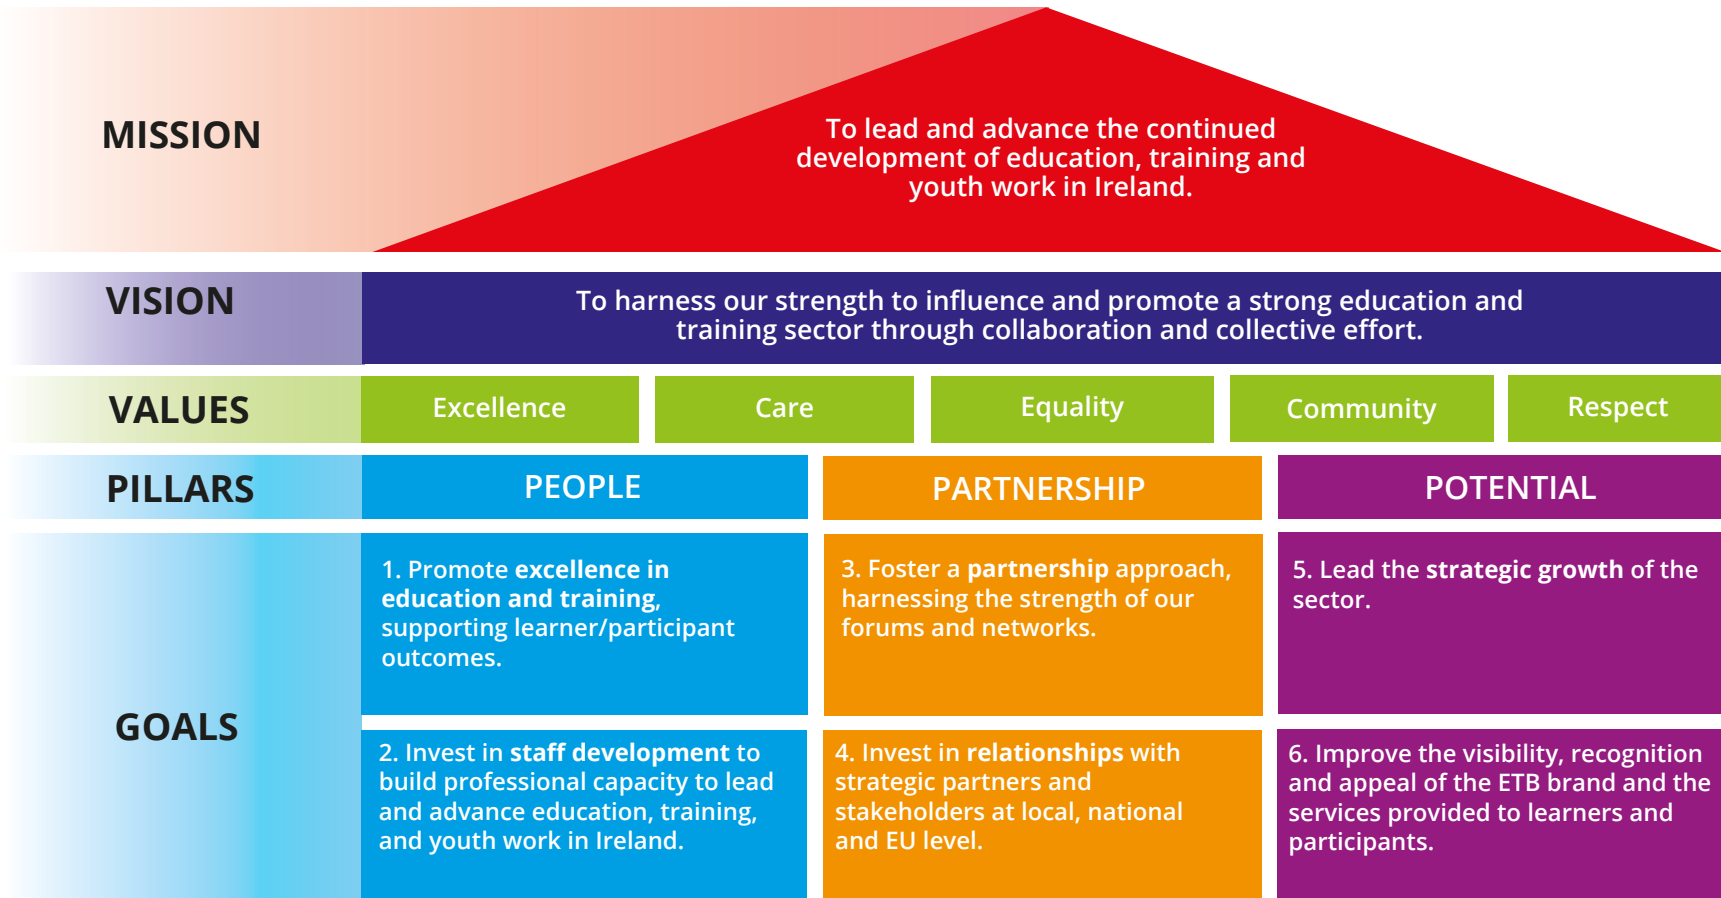 MISSION
To lead and advance the continued
development of education, training and
youth work in Ireland.
VISION
To harness our strength to influence and promote a strong education and
training sector through collaboration and collective effort.
VALUES
Excellence
Care
Equality
Community
Respect
PILLARS
PEOPLE
PARTNERSHIP
POTENTIAL
GOALS
1. Promote excellence in
education and training,
supporting learner/participant
outcomes.
3. Foster a partnership approach,
harnessing the strength of our
forums and networks.
5. Lead the strategic growth of the
sector.
2. Invest in staff development to
build professional capacity to lead
and advance education, training,
and youth work in Ireland.
4. Invest in relationships with
strategic partners and
stakeholders at local, national
and EU level.
6. Improve the visibility, recognition
and appeal of the ETB brand and the
services provided to learners and
participants.